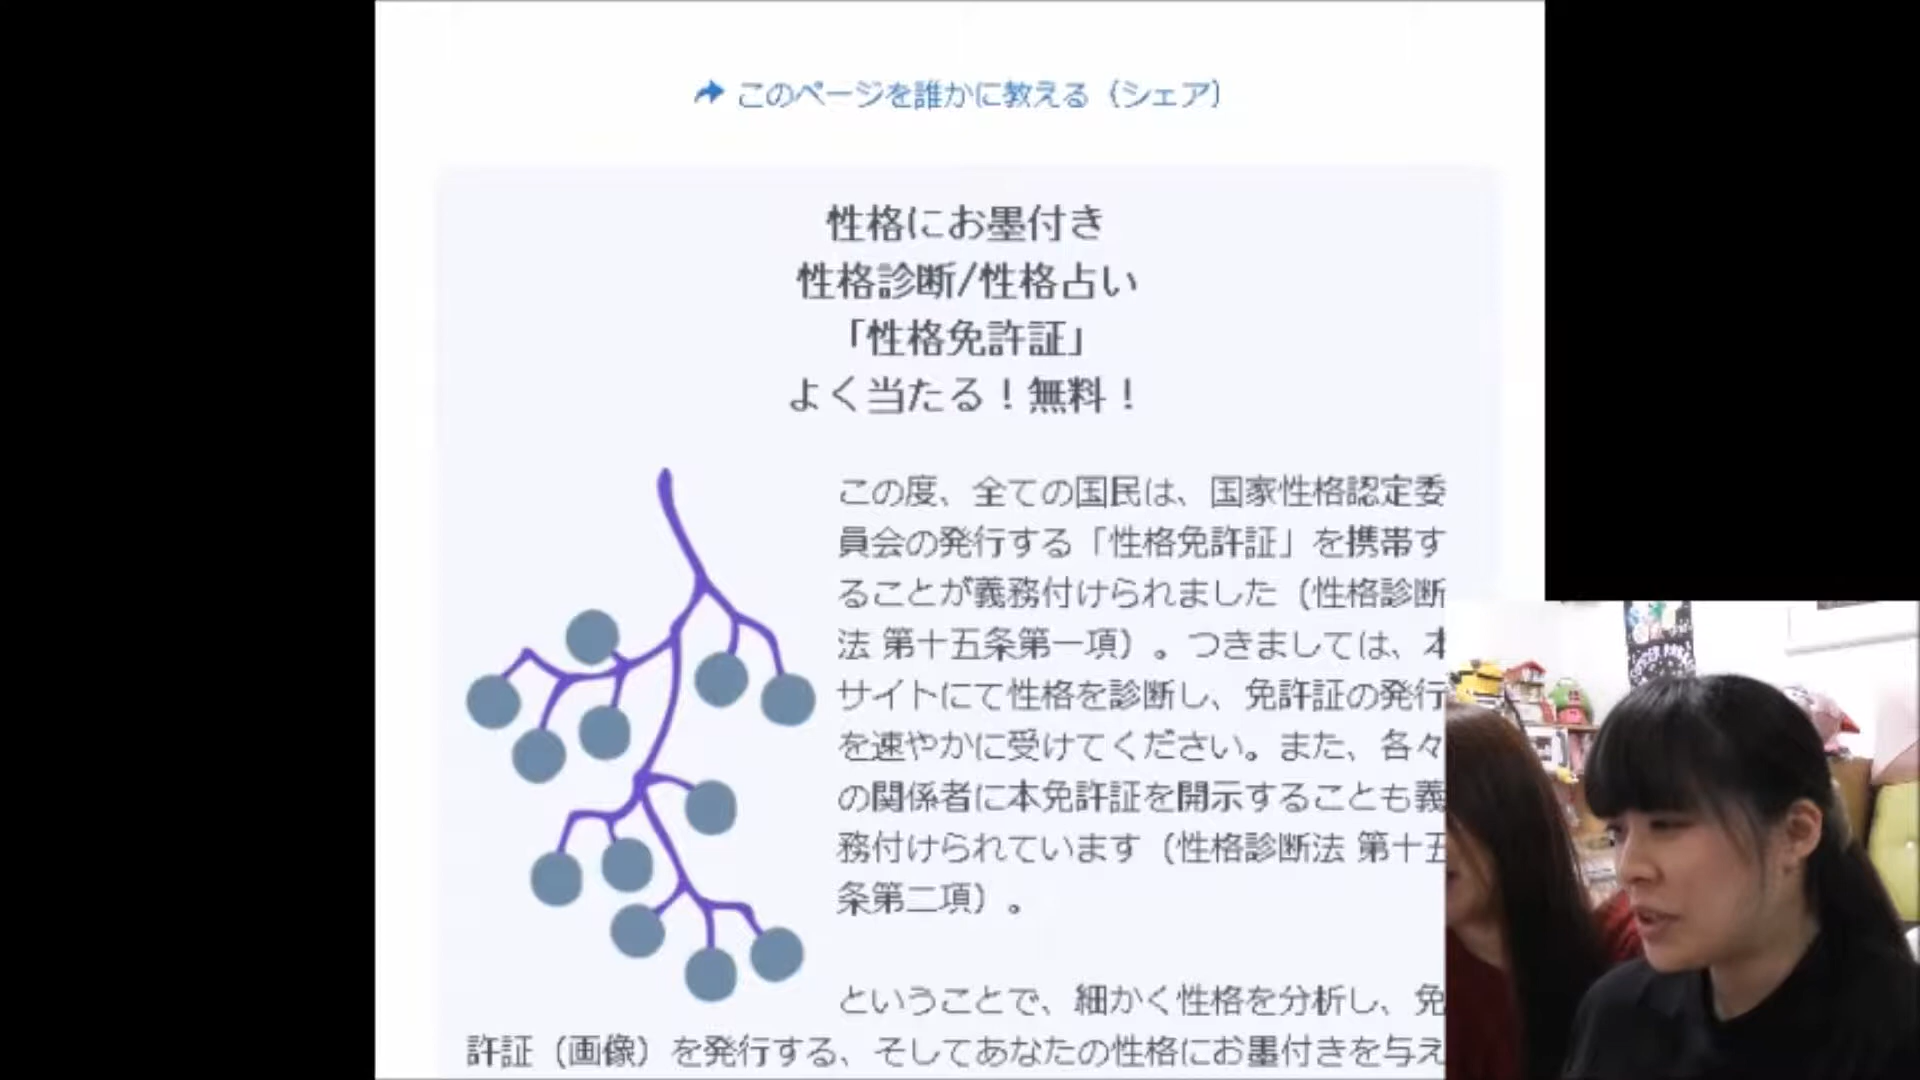 このページを誰かに教える（シェア）
性格にお墨付き
性格診断/性格占い
「性格免許証」
よく当たる！無料！
この度、全ての国民は、国家性格認定委
員会の発行する「性格免許証」を携帯す
ることが義務付けられました（性格診断
法 第十五条第一項）。つきましては、本
サイトにて性格を診断し、免許証の発行
を速やかに受けてください。また、各々
の関係者に本免許証を開示することも義
務付けられています（性格診断法 第十五
条第二項）。
ということで、細かく性格を分析し、免
許証（画像）を発行する、そしてあなたの性格にお墨付きを与え